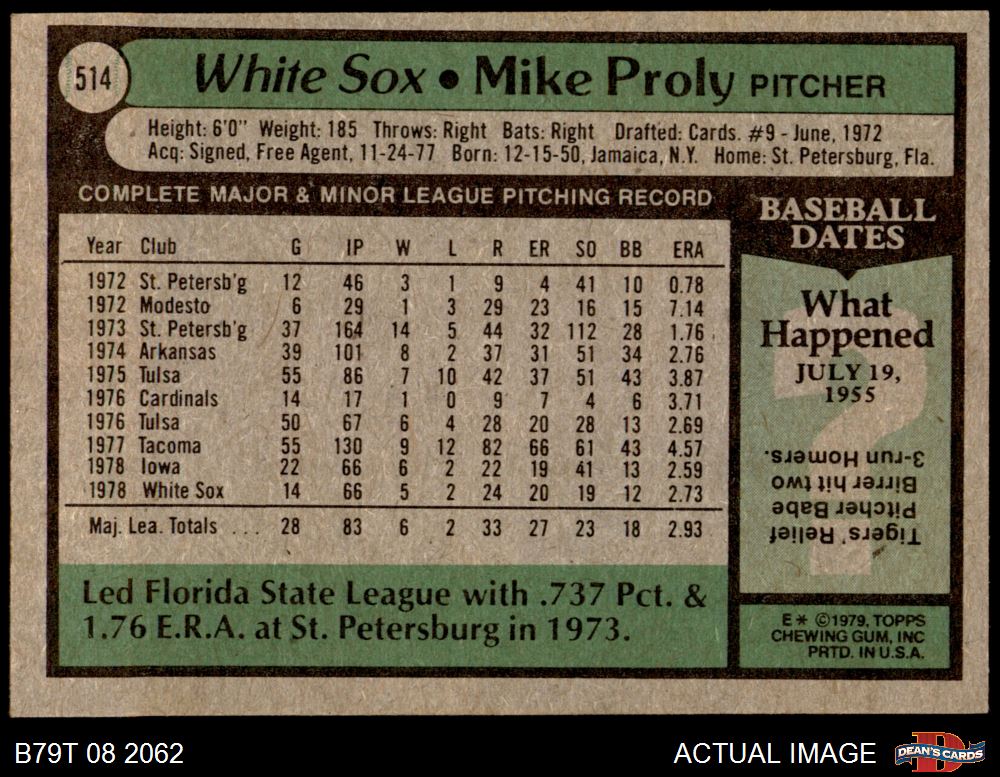 514
White Sox • Mike Proly PITCHER
Height: 6'0" Weight: 185 Throws: Right Bats: Right Drafted: Cards. #9 - June, 1972
Acq: Signed, Free Agent, 11-24-77 Born: 12-15-50, Jamaica, N.Y. Home: St. Petersburg, Fla.
COMPLETE MAJOR & MINOR LEAGUE PITCHING RECORD
Year Club G IP W L R ER SO BB ERA
1972 St. Petersb'g 12 46 3 1 9 4 41 10 0.78
1972 Modesto 6 29 1 3 29 23 16 15 7.14
1973 St. Petersb'g 37 164 14 5 44 32 112 28 1.76
1974 Arkansas 39 101 8 2 37 31 51 34 2.76
1975 Tulsa 55 86 7 10 42 37 51 43 3.87
1976 Cardinals 14 17 1 0 9 7 4 6 3.71
1976 Tulsa 50 67 6 4 28 20 28 13 2.69
1977 Tacoma 55 130 9 12 82 66 61 43 4.57
1978 Iowa 22 66 6 2 22 19 41 13 2.59
1978 White Sox 14 66 5 2 24 20 19 12 2.73
Maj. Lea. Totals ... 28 83 6 2 33 27 23 18 2.93
Led Florida State League with .737 Pct. &
1.76 E.R.A. at St. Petersburg in 1973.
BASEBALL
DATES
What
Happened
JULY 19,
1955
?
Tigers' Relief
Pitcher Babe
Birrer hit two
3-run Homers.
E* ©1979, TOPPS
CHEWING GUM, INC
PRTD. IN U.S.A.
B79T 08 2062
ACTUAL IMAGE
D
DEAN'S CARDS